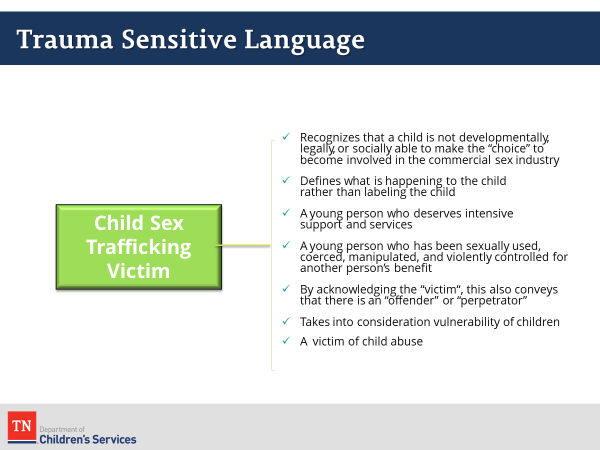 Trauma Sensitive Language
Child Sex
Trafficking
Victim
✓ Recognizes that a child is not developmentally,
legally, or socially able to make the “choice” to
become involved in the commercial sex industry
✓ Defines what is happening to the child
rather than labeling the child
✓ A young person who deserves intensive
support and services
✓ A young person who has been sexually used,
coerced, manipulated, and violently controlled for
another person’s benefit
✓ By acknowledging the “victim”, this also conveys
that there is an “offender” or “perpetrator”
✓ Takes into consideration vulnerability of children
✓ A victim of child abuse
TN
Department of
Children’s Services